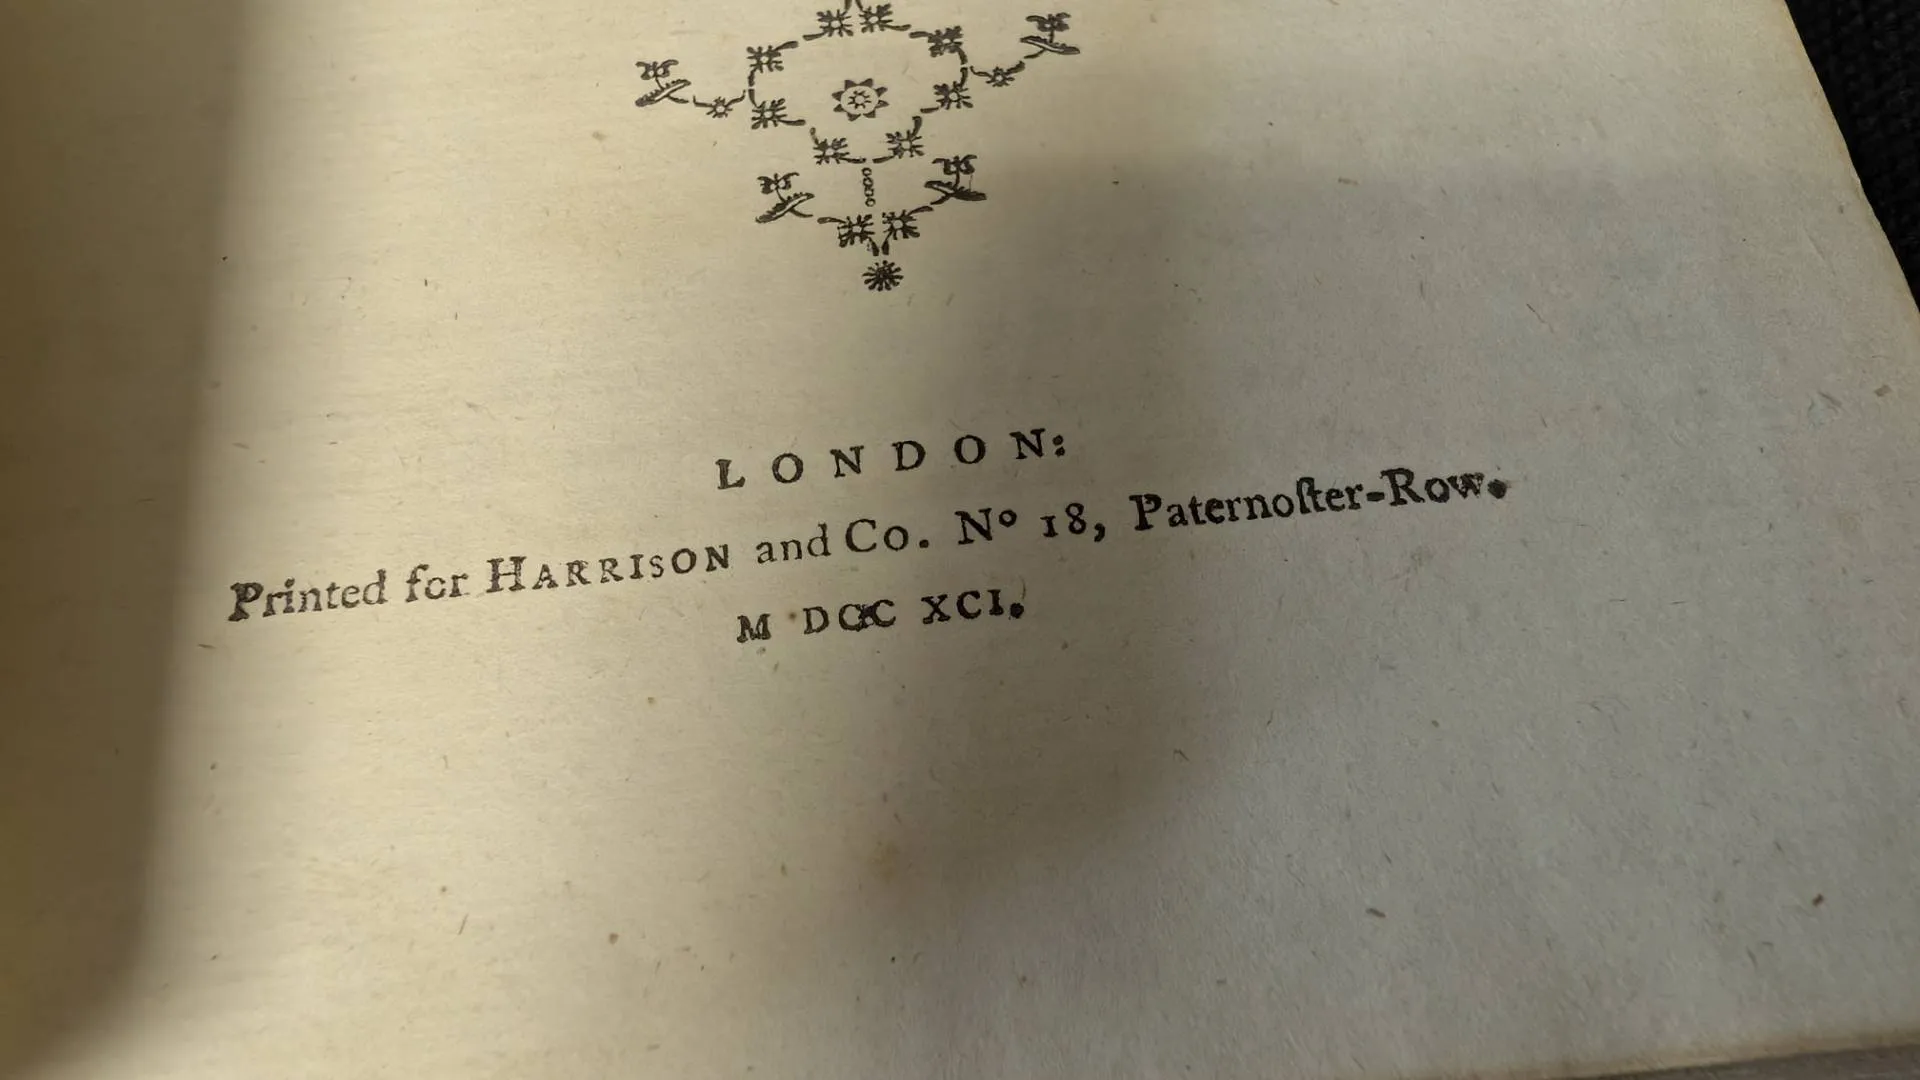 LONDON:
Printed for HARRISON and Co. Nº 18, Paternoſter-Row.
M DCC XCI.